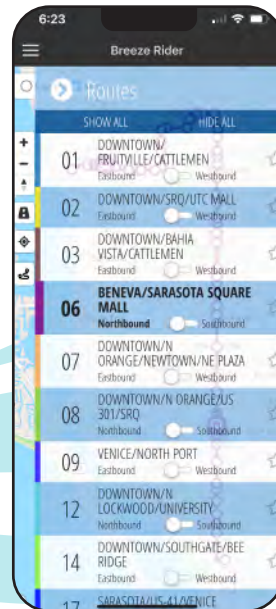 6:23
Breeze Rider
Routes
SHOW ALL HIDE ALL
01 DOWNTOWN/
FRUITVILLE/CATTLEMEN
Eastbound Westbound
02 DOWNTOWN/SRQ/UTC MALL
Eastbound Westbound
03 DOWNTOWN/BAHIA
VISTA/CATTLEMEN
Eastbound Westbound
06 BENEVA/SARASOTA SQUARE
MALL
Northbound Southbound
07 DOWNTOWN/N
ORANGE/NEWTOWN/NE PLAZA
Eastbound Westbound
08 DOWNTOWN/N ORANGE/US
301/SRQ
Northbound Southbound
09 VENICE/NORTH PORT
Eastbound Westbound
12 DOWNTOWN/N
LOCKWOOD/UNIVERSITY
Northbound Southbound
14 DOWNTOWN/SOUTHGATE/BEE
RIDGE
Eastbound Westbound
17 SARASOTA/US-41/VENICE